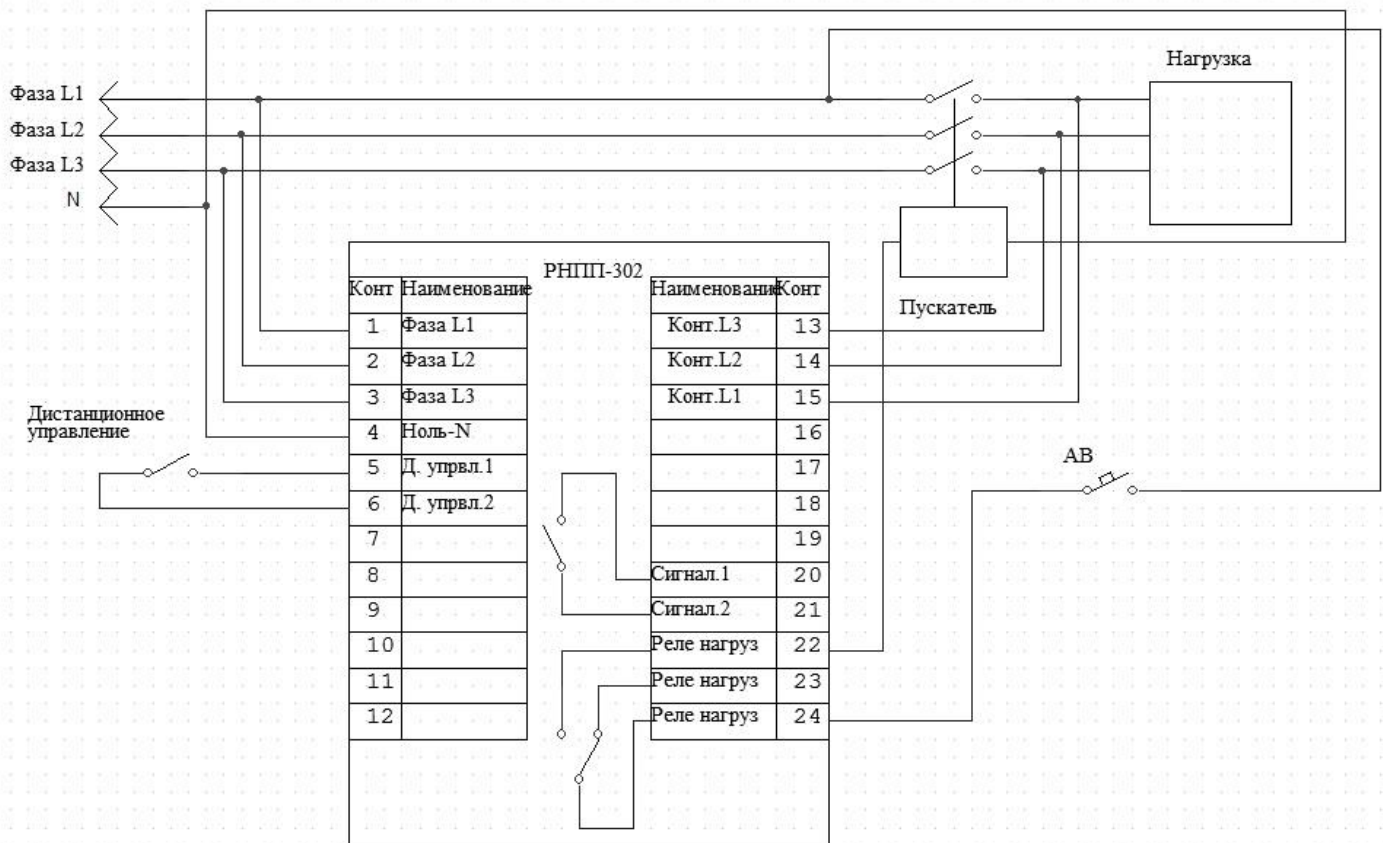 Нагрузка
Фаза L1
Фаза L2
Фаза L3
N
РНПП-302
Пускатель
Конт Наименование
1 Фаза L1
2 Фаза L2
3 Фаза L3
4 Ноль-N
5 Д. упрвл.1
6 Д. упрвл.2
7
8
9
10
11
12
Наименование Конт
Конт.L3 13
Конт.L2 14
Конт.L1 15
16
17
18
19
Сигнал.1 20
Сигнал.2 21
Реле нагруз 22
Реле нагруз 23
Реле нагруз 24
Дистанционное
управление
АВ